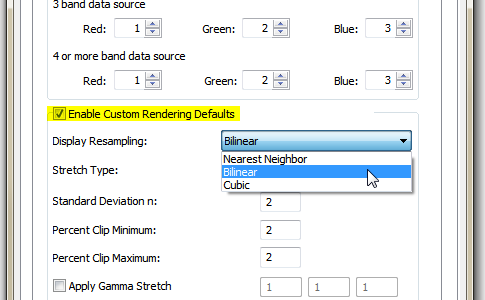 3 band data source
Red: 1 Green: 2 Blue: 3
4 or more band data source
Red: 1 Green: 2 Blue: 3
Enable Custom Rendering Defaults
Display Resampling: Bilinear
Nearest Neighbor
Stretch Type: Bilinear
Cubic
Standard Deviation n: 2
Percent Clip Minimum: 2
Percent Clip Maximum: 2
Apply Gamma Stretch 1 1 1